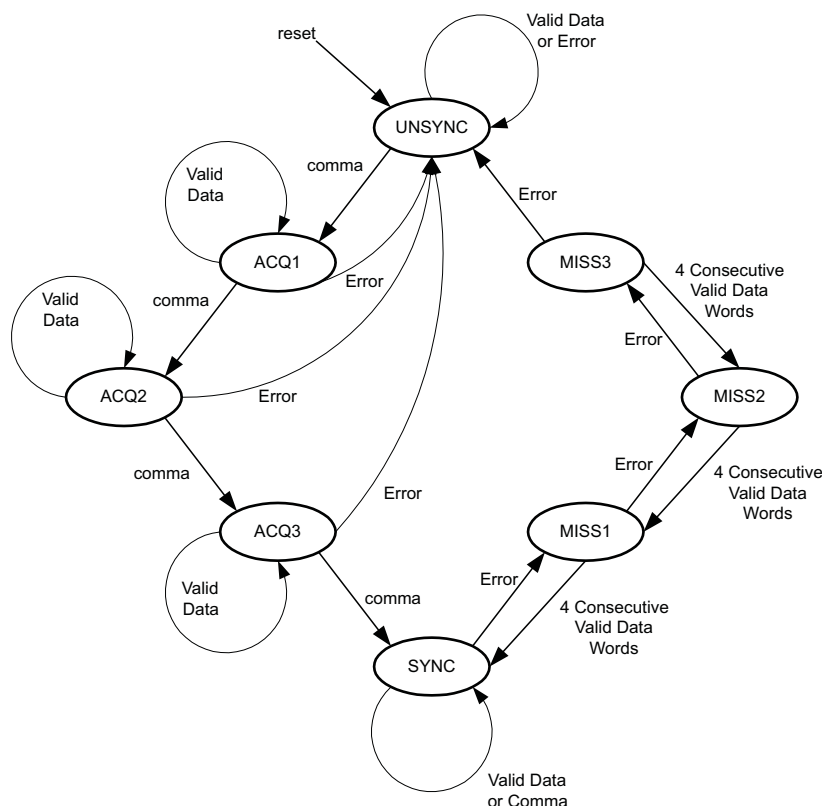 Valid Data
or Error
reset
UNSYNC
comma
Valid
Data
Error
ACQ1
Error
MISS3
4 Consecutive
Valid Data
Words
comma
Valid
Data
Error
ACQ2
Error
MISS2
comma
Error
4 Consecutive
Valid Data
Words
Error
ACQ3
MISS1
Valid
Data
comma
Error
4 Consecutive
Valid Data
Words
SYNC
Valid Data
or Comma